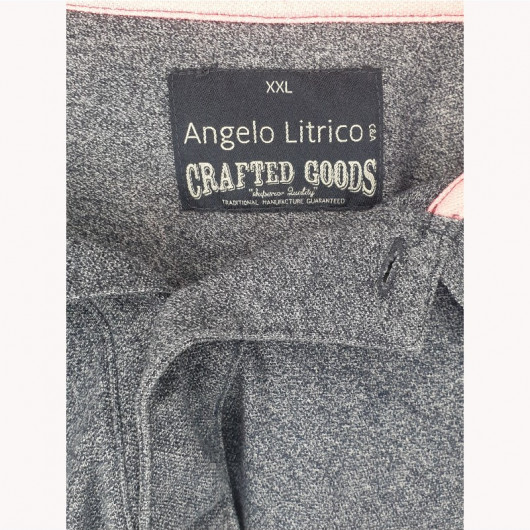 XXL
Angelo Litrico C&A
CRAFTED GOODS
"Superior Quality"
TRADITIONAL MANUFACTURE GUARANTEED